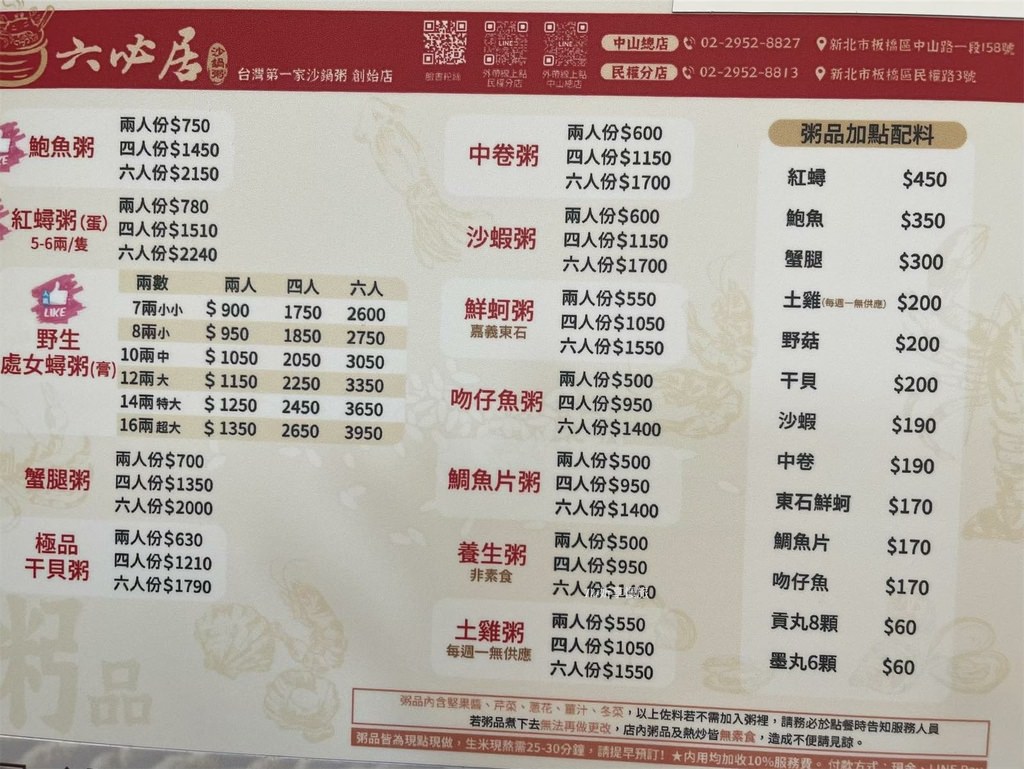 六必居 沙鍋粥
台灣第一家沙鍋粥 創始店
LINE
LINE
外帶線上點
民權分店
外帶線上點
中山總店
中山總店 02-2952-8827 新北市板橋區中山路一段158號
民權分店 02-2952-8813 新北市板橋區民權路3號
鮑魚粥
兩人份$750
四人份$1450
六人份$2150
紅蟳粥(蛋)
5-6兩/隻
兩人份$780
四人份$1510
六人份$2240
LIKE
野生
處女蟳粥(膏)
兩數 兩人 四人 六人
7兩小小 $900 1750 2600
8兩小 $950 1850 2750
10兩中 $1050 2050 3050
12兩大 $1150 2250 3350
14兩特大 $1250 2450 3650
16兩超大 $1350 2650 3950
蟹腿粥
兩人份$700
四人份$1350
六人份$2000
極品
干貝粥
兩人份$630
四人份$1210
六人份$1790
粥品
中卷粥
兩人份$600
四人份$1150
六人份$1700
沙蝦粥
兩人份$600
四人份$1150
六人份$1700
鮮蚵粥
嘉義東石
兩人份$550
四人份$1050
六人份$1550
吻仔魚粥
兩人份$500
四人份$950
六人份$1400
鯛魚片粥
兩人份$500
四人份$950
六人份$1400
養生粥
非素食
兩人份$500
四人份$950
六人份
土雞粥
每週一無供應
兩人份$550
四人份$1050
六人份$1550
粥品加點配料
紅蟳 $450
鮑魚 $350
蟹腿 $300
土雞(每週一無供應) $200
野菇 $200
干貝 $200
沙蝦 $190
中卷 $190
東石鮮蚵 $170
鯛魚片 $170
吻仔魚 $170
貢丸8顆 $60
墨丸6顆 $60
粥品內含堅果醬、芹菜、蔥花、薑汁、冬菜，以上佐料若不需加入粥裡，請務必於點餐時告知服務人員
若粥品煮下去無法再做更改，店內粥品及熱炒皆無素食，造成不便請見諒。
粥品皆為現點現做，生米現熬需25-30分鐘，請提早預訂！★內用均加收10%服務費。付款方式：現金、LINE Pay